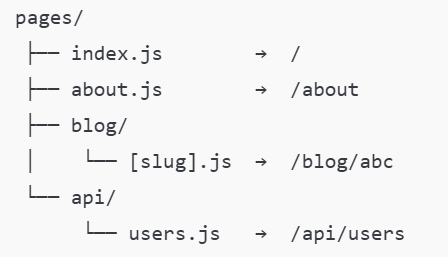 pages/
├── index.js        →  /
├── about.js        →  /about
├── blog/
│    └── [slug].js  →  /blog/abc
└── api/
     └── users.js   →  /api/users